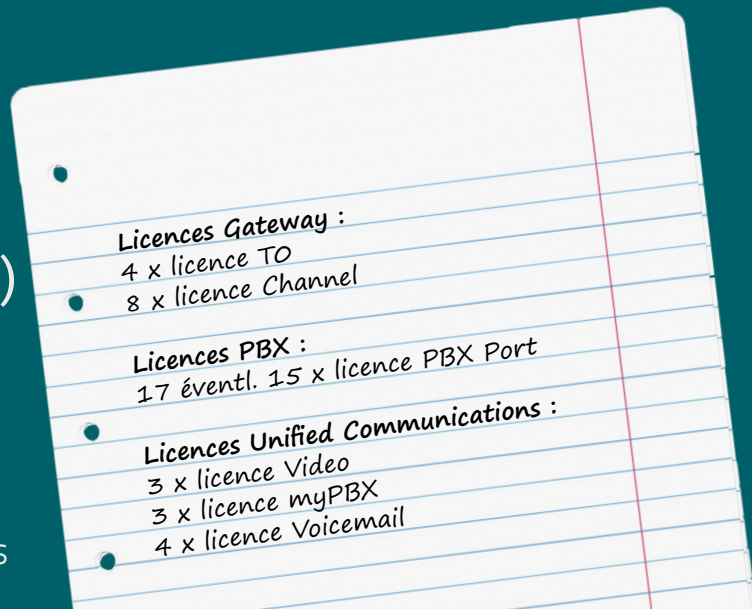 Licences Gateway :
4 x licence TO
8 x licence Channel
)
Licences PBX :
17 éventl. 15 x licence PBX Port
Licences Unified Communications :
3 x licence Video
3 x licence myPBX
4 x licence Voicemail
s